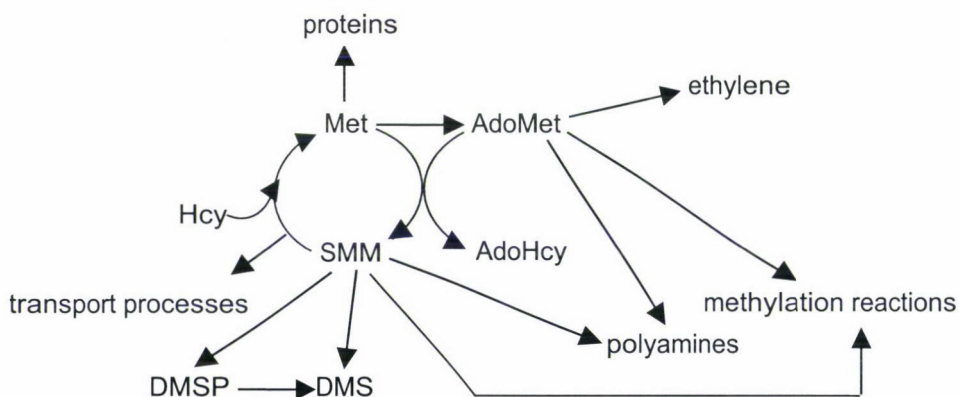 proteins
ethylene
Met
AdoMet
Hcy
SMM
AdoHcy
transport processes
methylation reactions
polyamines
DMSP
DMS